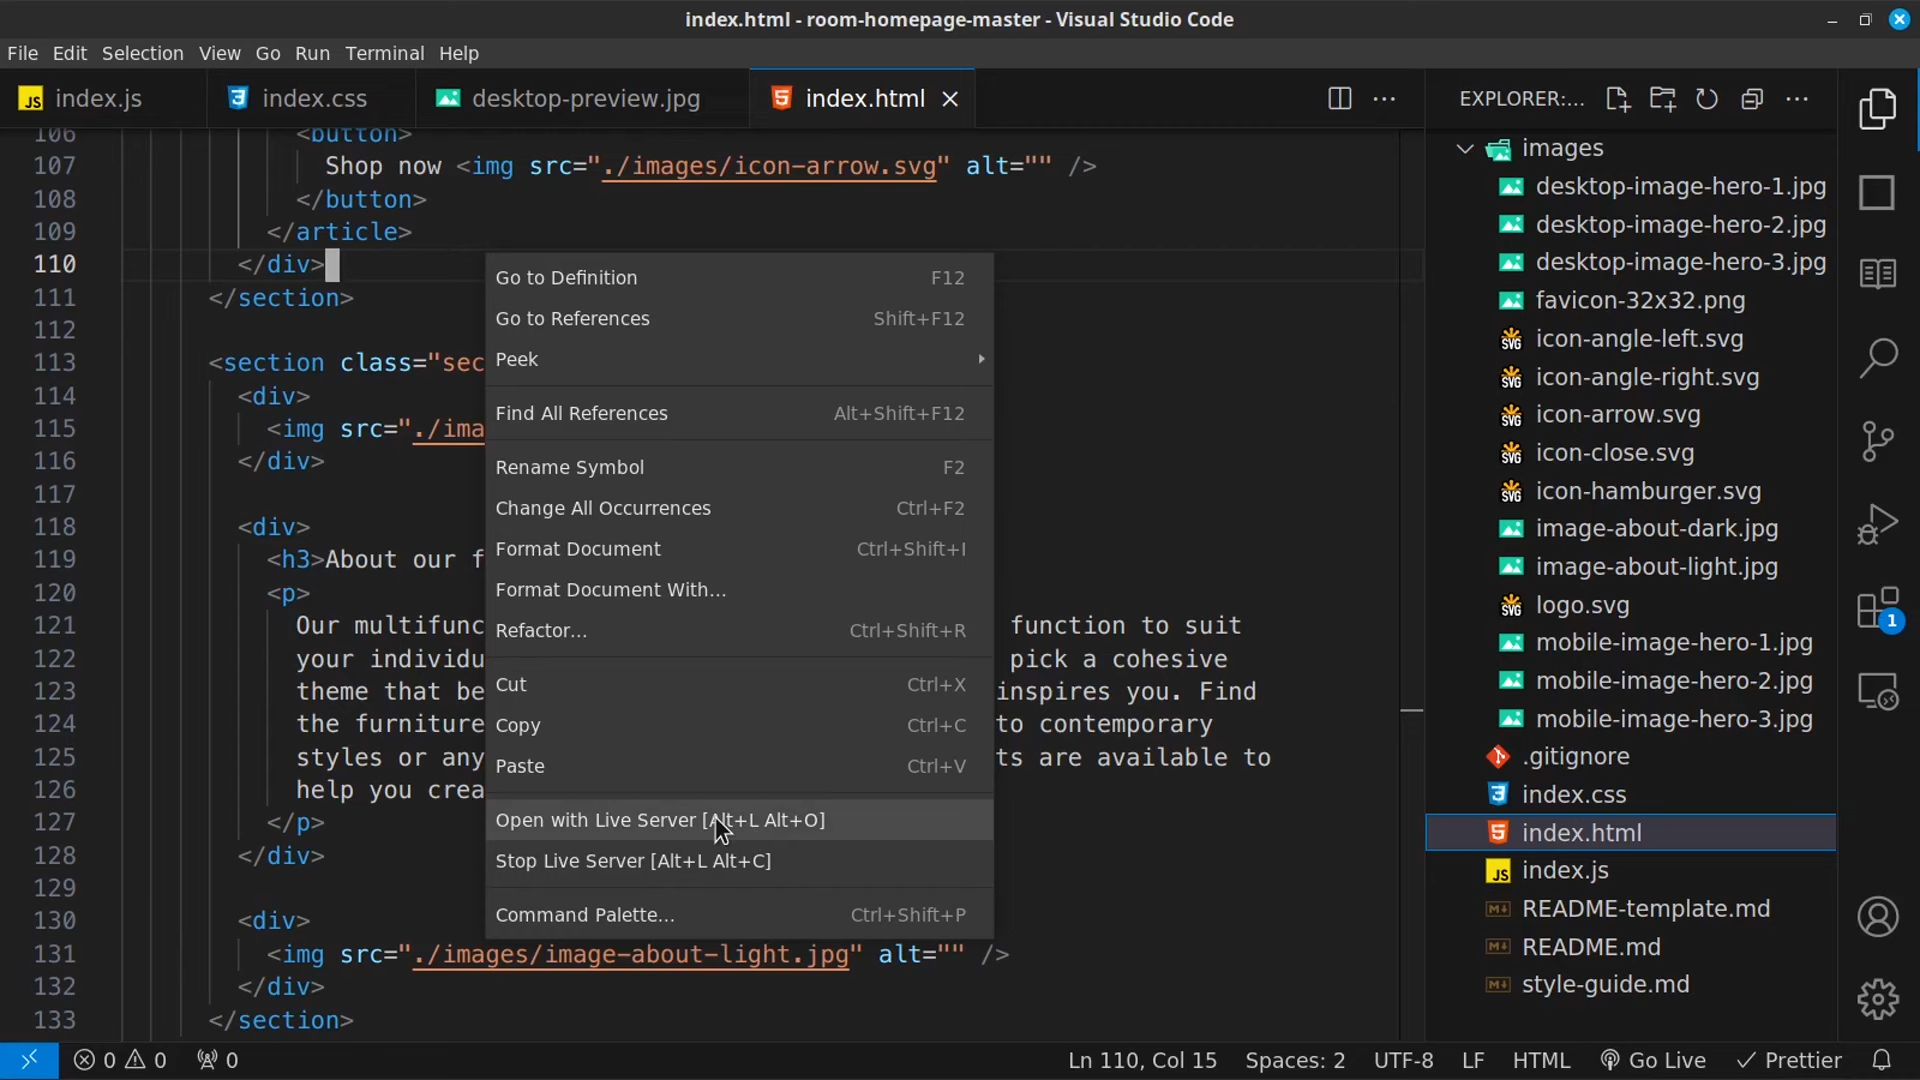 index.html - room-homepage-master - Visual Studio Code
File Edit Selection View Go Run Terminal Help
JS index.js
index.css
desktop-preview.jpg
index.html
EXPLORER:...
106 <button>
107 Shop now <img src="./images/icon-arrow.svg" alt="" />
108 </button>
109 </article>
110 </div>
111 </section>
112
113 <section class="sec
114 <div>
115 <img src="./ima
116 </div>
117
118 <div>
119 <h3>About our f
120 <p>
121 Our multifunc function to suit
122 your individu pick a cohesive
123 theme that be inspires you. Find
124 the furniture to contemporary
125 styles or any ts are available to
126 help you crea
127 </p>
128 </div>
129
130 <div>
131 <img src="./images/image-about-light.jpg" alt="" />
132 </div>
133 </section>
Go to Definition F12
Go to References Shift+F12
Peek
Find All References Alt+Shift+F12
Rename Symbol F2
Change All Occurrences Ctrl+F2
Format Document Ctrl+Shift+I
Format Document With...
Refactor... Ctrl+Shift+R
Cut Ctrl+X
Copy Ctrl+C
Paste Ctrl+V
Open with Live Server [Alt+L Alt+O]
Stop Live Server [Alt+L Alt+C]
Command Palette... Ctrl+Shift+P
images
desktop-image-hero-1.jpg
desktop-image-hero-2.jpg
desktop-image-hero-3.jpg
favicon-32x32.png
SVG icon-angle-left.svg
SVG icon-angle-right.svg
SVG icon-arrow.svg
SVG icon-close.svg
SVG icon-hamburger.svg
image-about-dark.jpg
image-about-light.jpg
SVG logo.svg
mobile-image-hero-1.jpg
mobile-image-hero-2.jpg
mobile-image-hero-3.jpg
.gitignore
index.css
index.html
JS index.js
README-template.md
README.md
style-guide.md
1
0 0 0
Ln 110, Col 15 Spaces: 2 UTF-8 LF HTML Go Live Prettier